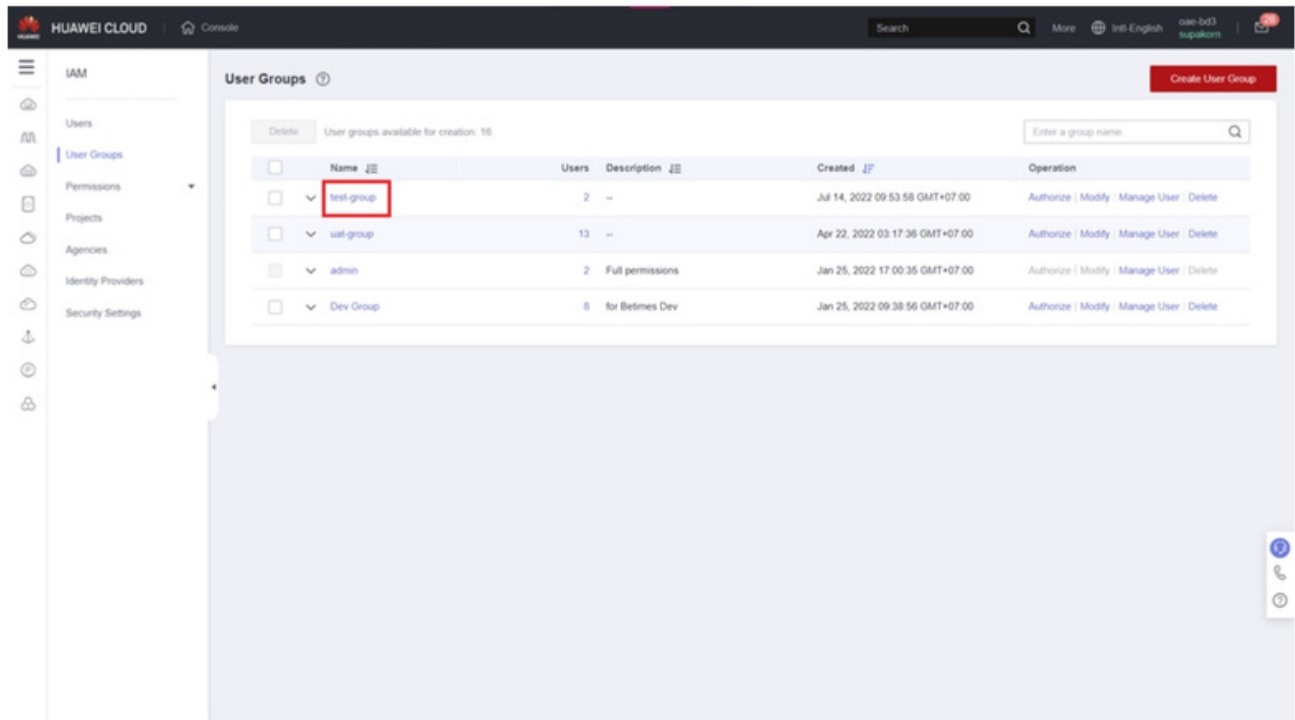 HUAWEI
HUAWEI CLOUD Console Search More Intl-English oae-bd3 28
supakorn
IAM
Users
User Groups
Permissions
Projects
Agencies
Identity Providers
Security Settings
User Groups Create User Group
Delete User groups available for creation: 16 Enter a group name.
Name Users Description Created Operation
test-group 2 -- Jul 14, 2022 09:53:58 GMT+07:00 Authorize | Modify | Manage User | Delete
uat-group 13 -- Apr 22, 2022 03:17:36 GMT+07:00 Authorize | Modify | Manage User | Delete
admin 2 Full permissions Jan 25, 2022 17:00:35 GMT+07:00 Authorize | Modify | Manage User | Delete
Dev Group 8 for Betimes Dev Jan 25, 2022 09:38:56 GMT+07:00 Authorize | Modify | Manage User | Delete